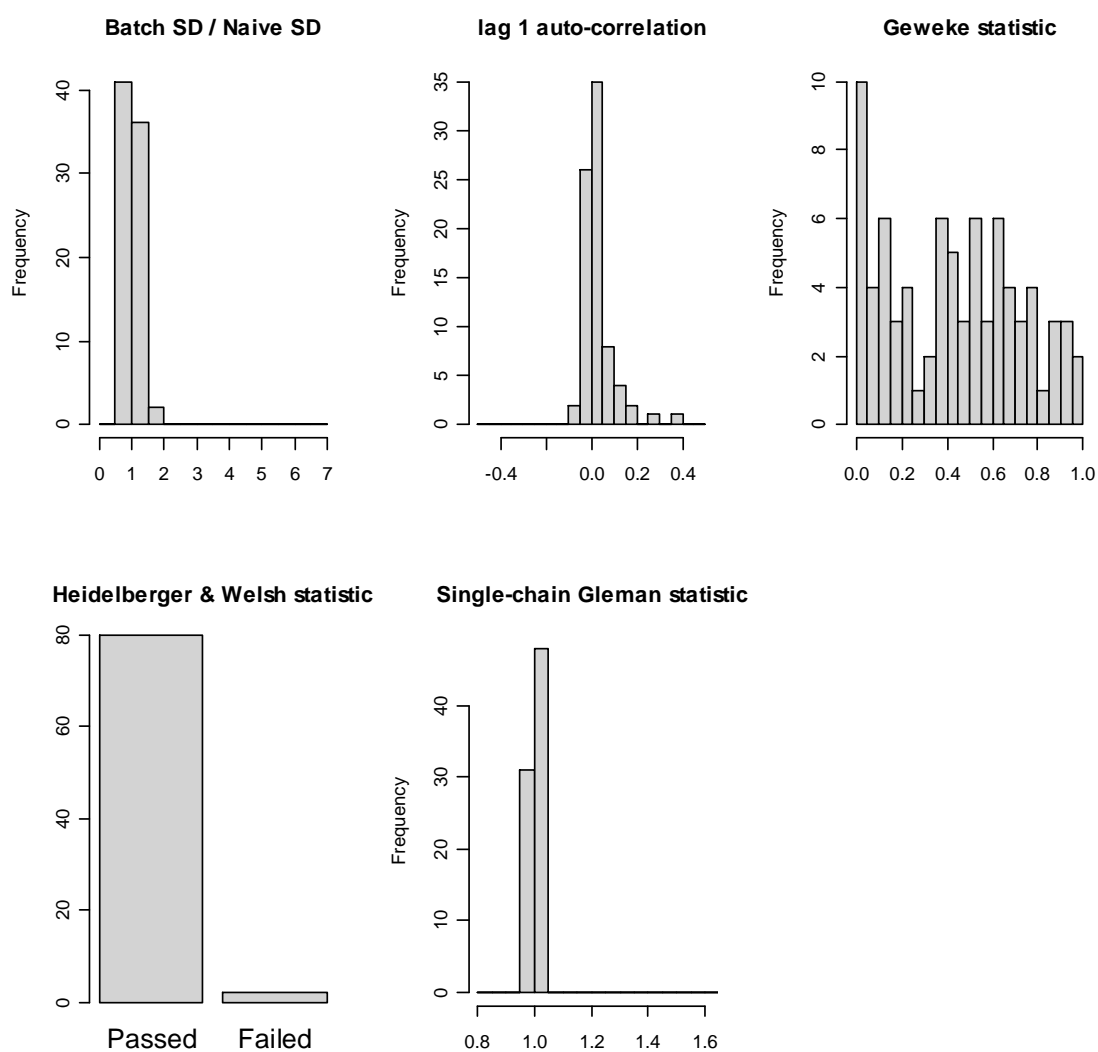 Batch SD / Naive SD
Frequency
0 10 20 30 40
0 1 2 3 4 5 6 7
lag 1 auto-correlation
Frequency
0 5 10 15 20 25 30 35
-0.4 0.0 0.4
Geweke statistic
Frequency
0 2 4 6 8 10
0.0 0.2 0.4 0.6 0.8 1.0
Heidelberger & Welsh statistic
0 20 40 60 80
Passed Failed
Single-chain Gleman statistic
Frequency
0 10 20 30 40
0.8 1.0 1.2 1.4 1.6